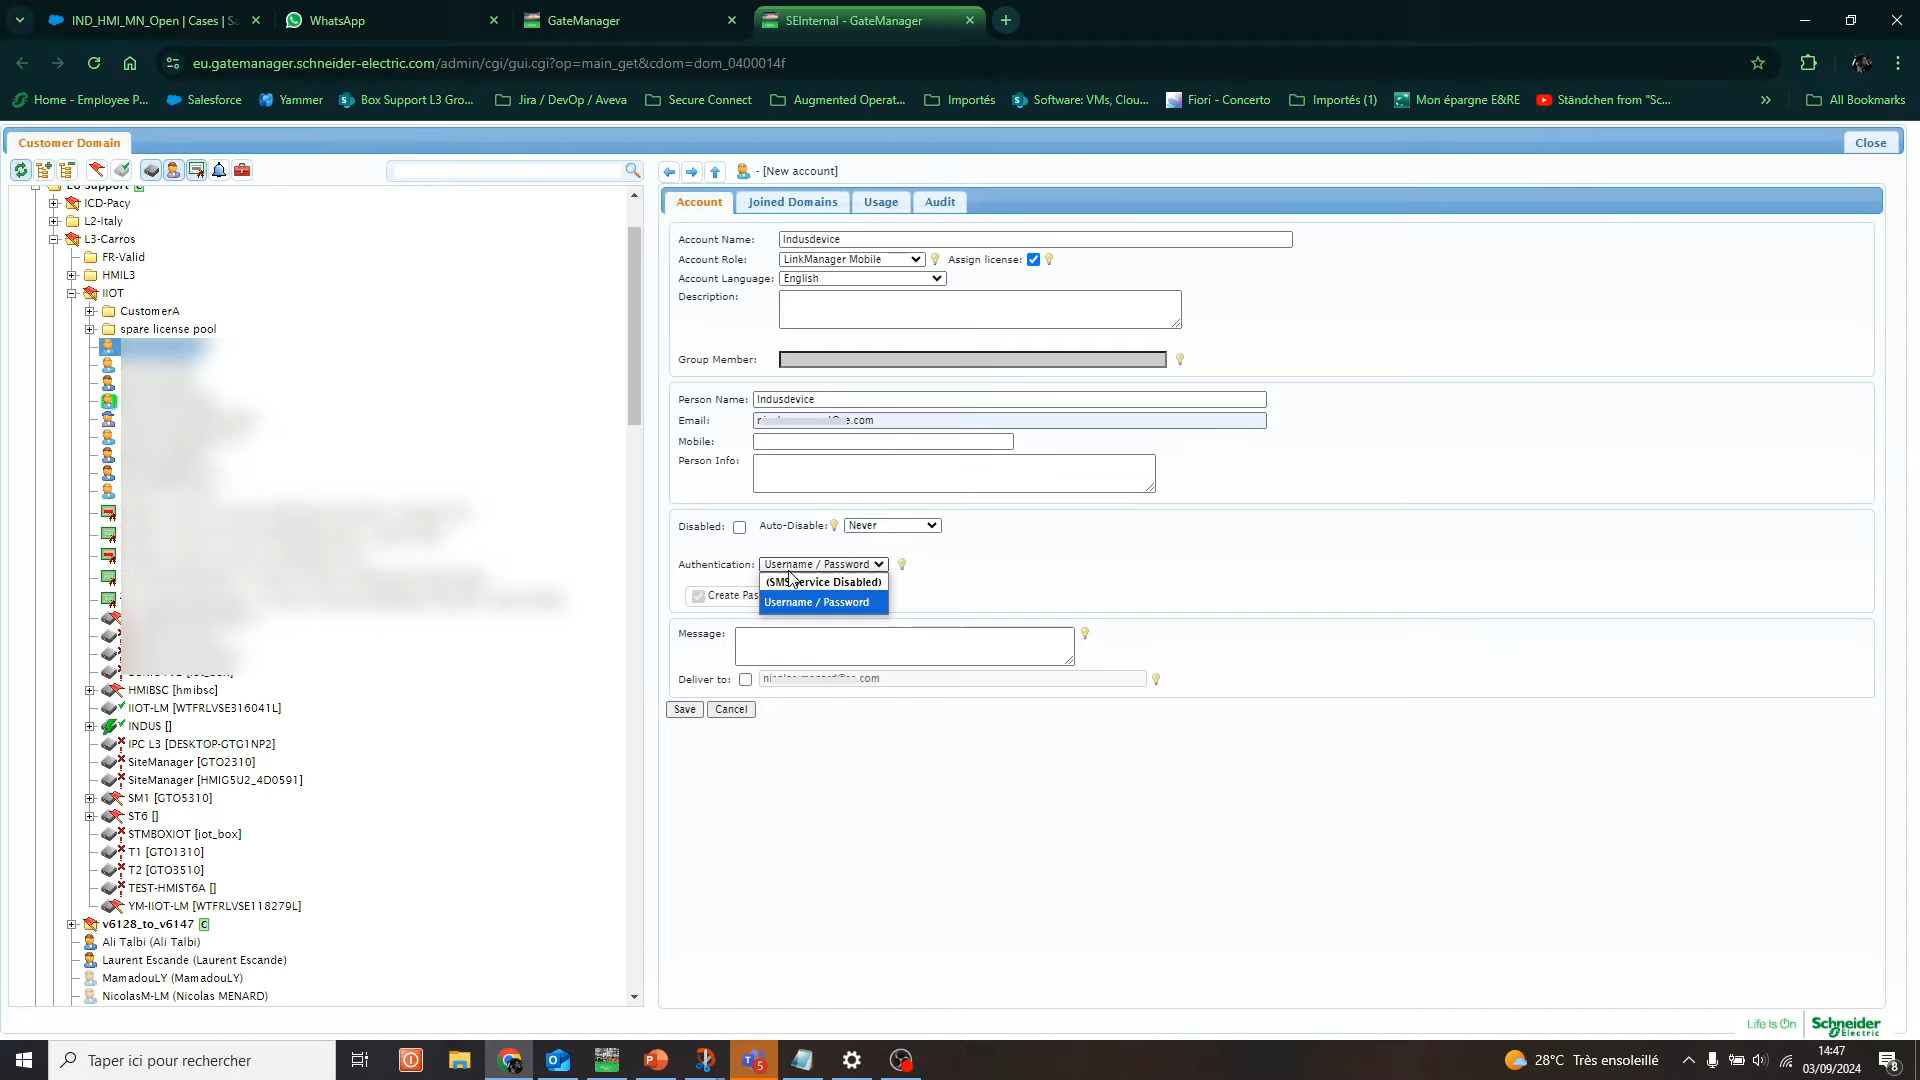 IND_HMI_MN_Open | Cases | Sa
WhatsApp
GateManager
SEInternal - GateManager
eu.gatemanager.schneider-electric.com/admin/cgi/gui.cgi?op=main_get&cdom=dom_0400014f
Home - Employee P...
Salesforce
Yammer
Box Support L3 Gro...
Jira / DevOp / Aveva
Secure Connect
Augmented Operat...
Importés
Software: VMs, Clou...
Fiori - Concerto
Importés (1)
Mon épargne E&RE
Ständchen from "Sc...
All Bookmarks
Customer Domain
Close
- [New account]
EU Support C
ICD-Pacy
L2-Italy
L3-Carros
FR-Valid
HMIL3
IIOT
CustomerA
spare license pool
HMIBSC [hmibsc]
IIOT-LM [WTFRLVSE316041L]
INDUS []
IPC L3 [DESKTOP-GTG1NP2]
SiteManager [GTO2310]
SiteManager [HMIG5U2_4D0591]
SM1 [GTO5310]
ST6 []
STMBOXIOT [iot_box]
T1 [GTO1310]
T2 [GTO3510]
TEST-HMIST6A []
YM-IIOT-LM [WTFRLVSE118279L]
v6128_to_v6147 C
Ali Talbi (Ali Talbi)
Laurent Escande (Laurent Escande)
MamadouLY (MamadouLY)
NicolasM-LM (Nicolas MENARD)
Account
Joined Domains
Usage
Audit
Account Name: Indusdevice
Account Role: LinkManager Mobile Assign license:
Account Language: English
Description:
Group Member:
Person Name: Indusdevice
Email: e.com
Mobile:
Person Info:
Disabled: Auto-Disable: Never
Authentication: Username / Password
(SMS service Disabled)
Create Pas
Username / Password
Message:
Deliver to: .com
Save
Cancel
Life Is On
Schneider Electric
Taper ici pour rechercher
5
28°C Très ensoleillé
14:47
03/09/2024
8